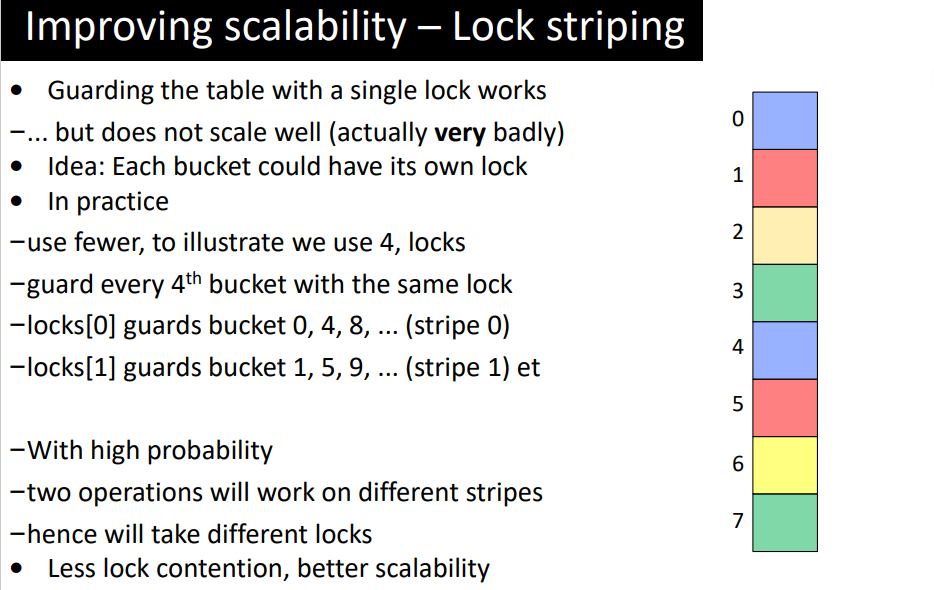 Improving scalability – Lock striping
• Guarding the table with a single lock works
–... but does not scale well (actually very badly)
• Idea: Each bucket could have its own lock
• In practice
–use fewer, to illustrate we use 4, locks
–guard every 4th bucket with the same lock
–locks[0] guards bucket 0, 4, 8, ... (stripe 0)
–locks[1] guards bucket 1, 5, 9, ... (stripe 1) et
–With high probability
–two operations will work on different stripes
–hence will take different locks
• Less lock contention, better scalability
0
1
2
3
4
5
6
7